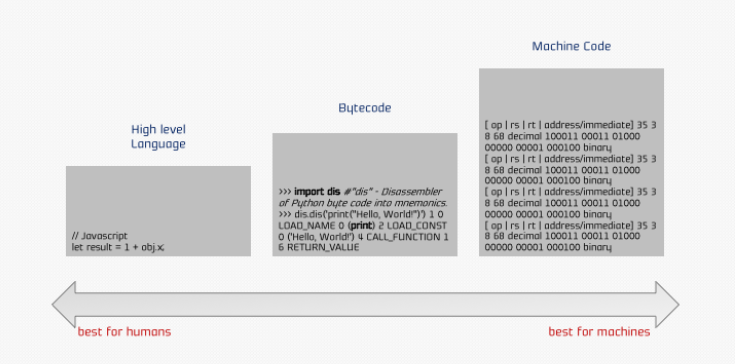 Machine Code
Bytecode
High level
Language
// Javascript
let result = 1 + obj.x;
>>> import dis #"dis" - Disassembler
of Python byte code into mnemonics.
>>> dis.dis('print("Hello, World!")') 1 0
LOAD_NAME 0 (print) 2 LOAD_CONST
0 ('Hello, World!') 4 CALL_FUNCTION 1
6 RETURN_VALUE
[ op | rs | rt | address/immediate] 35 3
8 68 decimal 100011 00011 01000
00000 00001 000100 binary
[ op | rs | rt | address/immediate] 35 3
8 68 decimal 100011 00011 01000
00000 00001 000100 binary
[ op | rs | rt | address/immediate] 35 3
8 68 decimal 100011 00011 01000
00000 00001 000100 binary
[ op | rs | rt | address/immediate] 35 3
8 68 decimal 100011 00011 01000
00000 00001 000100 binary
best for humans
best for machines